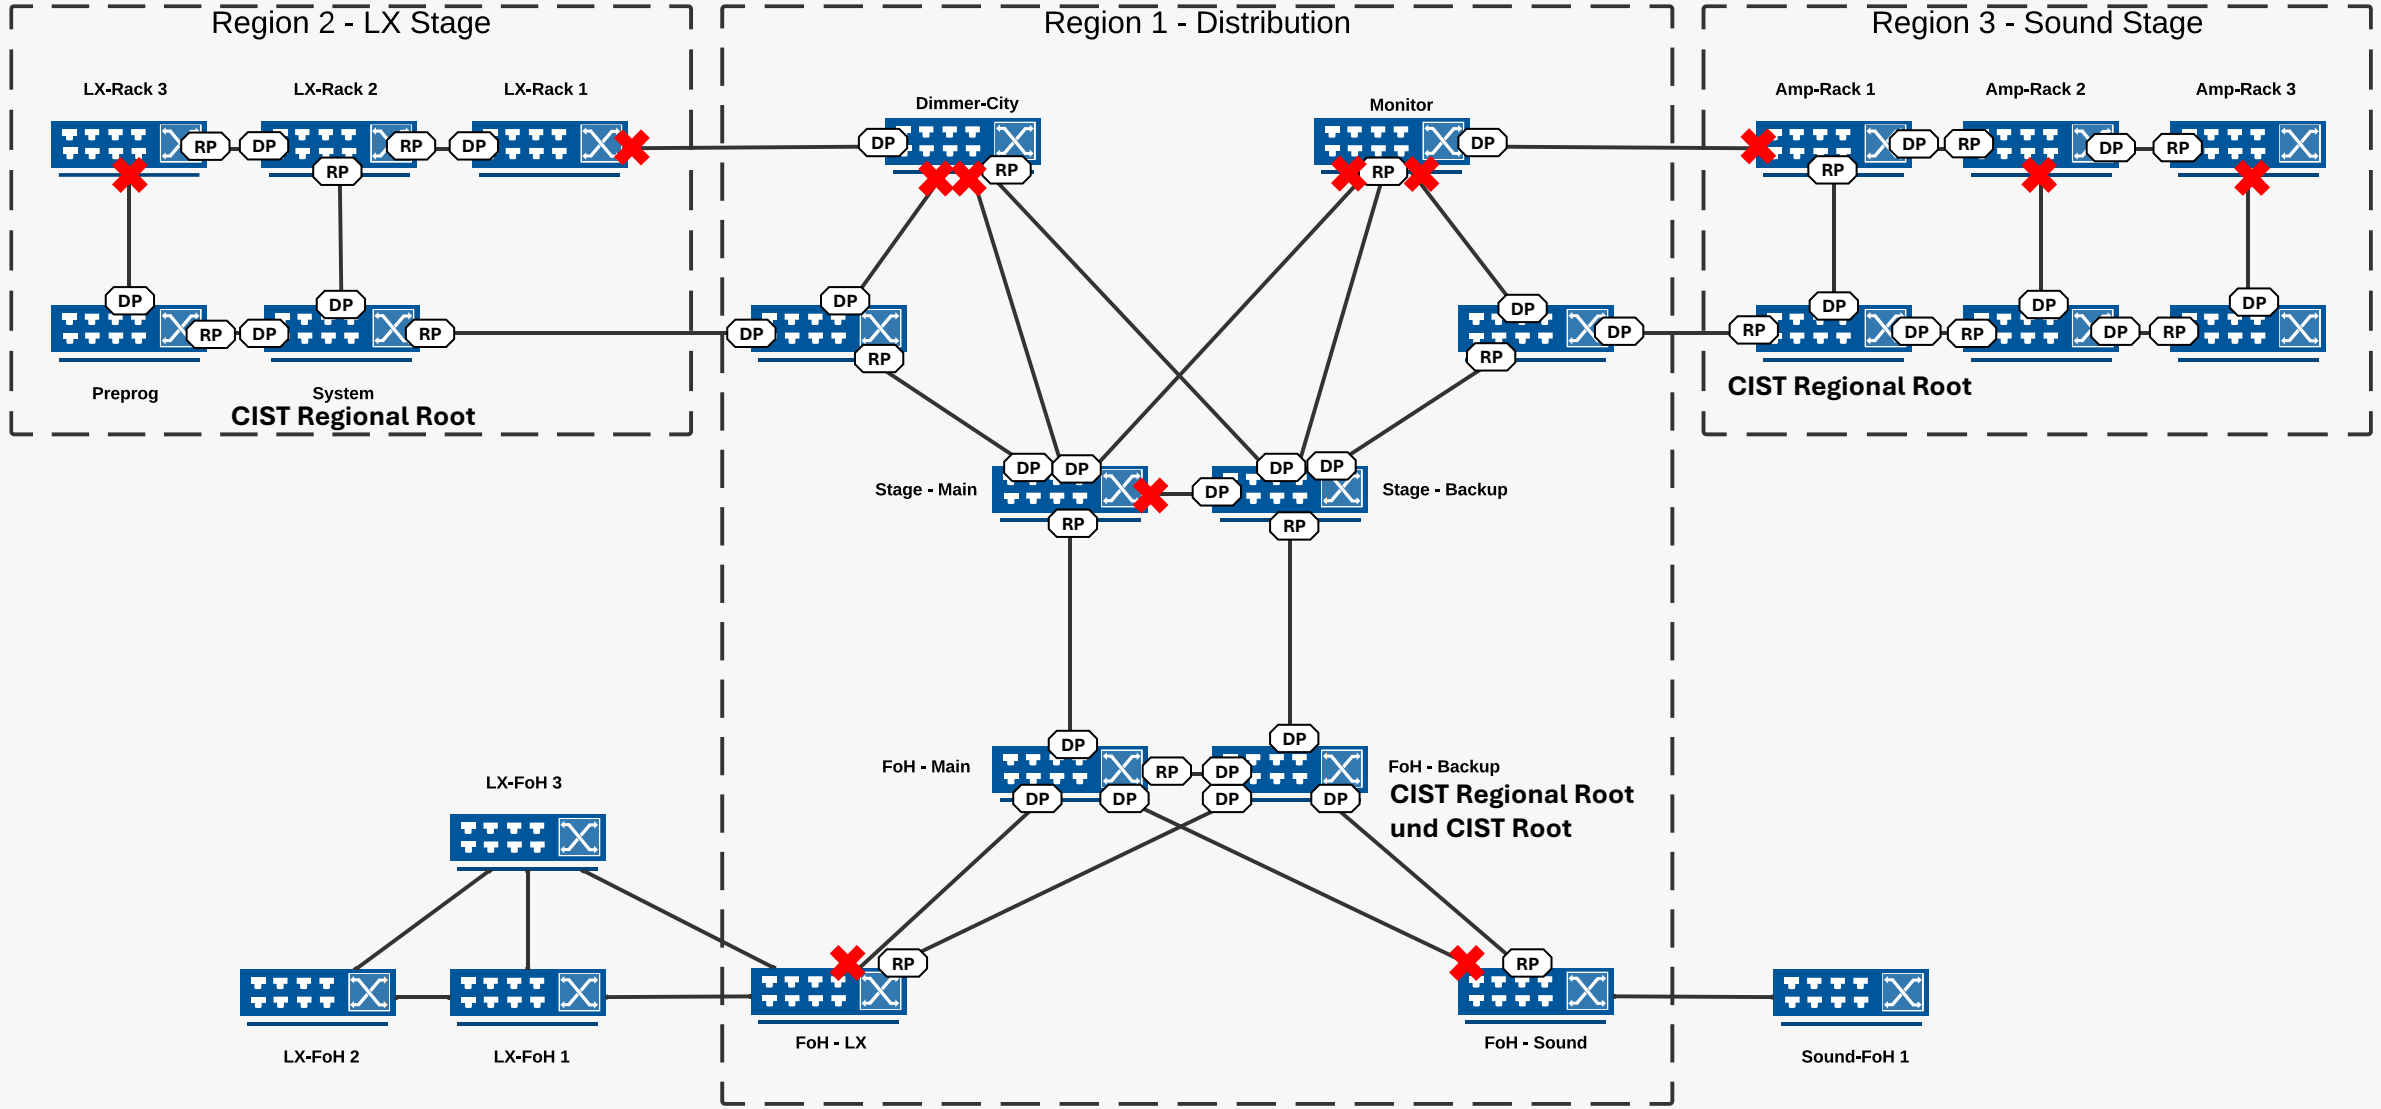 Region 2 - LX Stage
Region 1 - Distribution
Region 3 - Sound Stage
LX-Rack 3
LX-Rack 2
LX-Rack 1
Dimmer-City
Monitor
Amp-Rack 1
Amp-Rack 2
Amp-Rack 3
RP
DP
RP
DP
DP
DP
DP
RP
DP
RP
RP
RP
RP
RP
DP
DP
DP
DP
DP
DP
DP
RP
DP
RP
DP
DP
RP
DP
RP
DP
RP
RP
RP
Preprog
System
CIST Regional Root
CIST Regional Root
DP
DP
DP
DP
Stage - Main
DP
Stage - Backup
RP
RP
DP
DP
FoH - Main
RP
DP
FoH - Backup
DP
DP
DP
DP
CIST Regional Root
und CIST Root
LX-FoH 3
RP
RP
FoH - LX
FoH - Sound
LX-FoH 2
LX-FoH 1
Sound-FoH 1